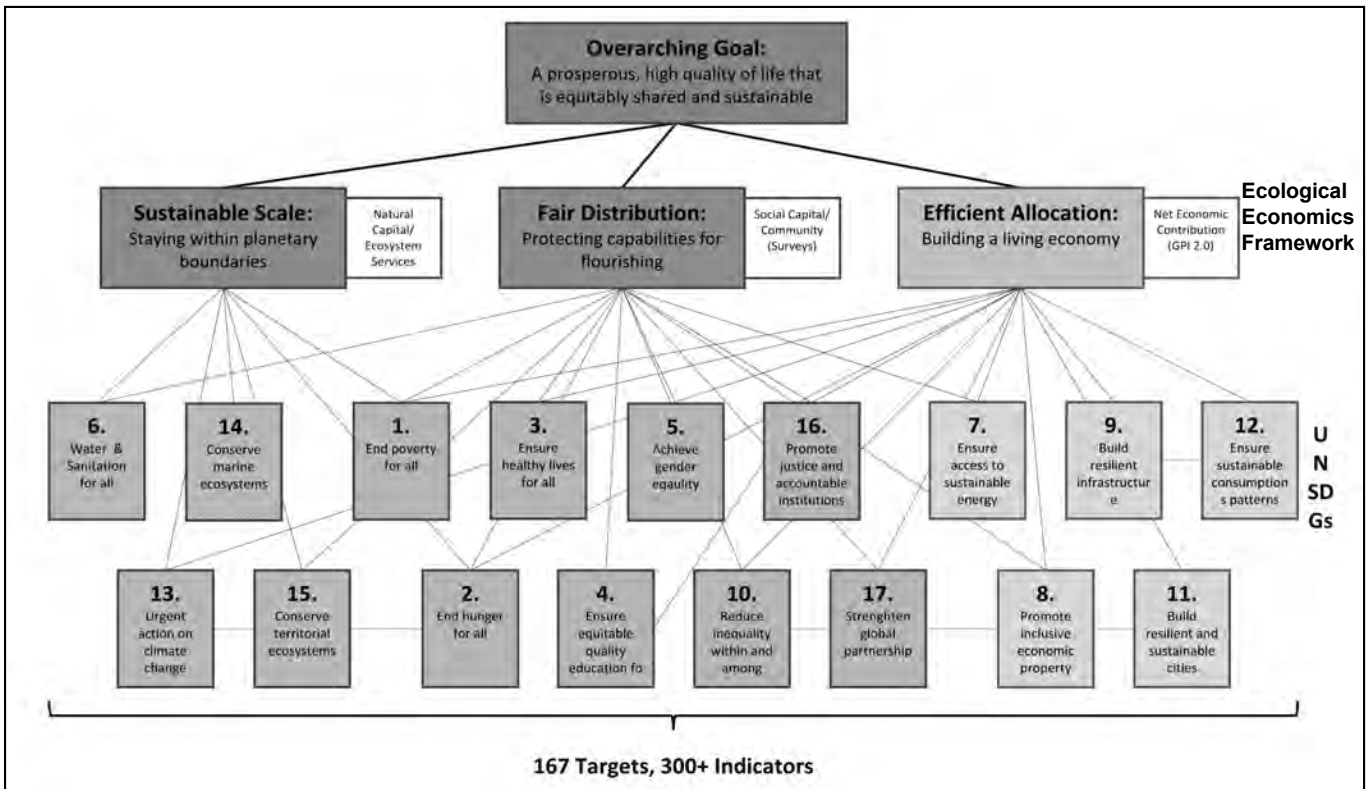 Overarching Goal:
A prosperous, high quality of life that
is equitably shared and sustainable
Sustainable Scale:
Staying within planetary
boundaries
Natural
Capital/
Ecosystem
Services
Fair Distribution:
Protecting capabilities for
flourishing
Social Capital/
Community
(Surveys)
Efficient Allocation:
Building a living economy
Net Economic
Contribution
(GPI 2.0)
Ecological
Economics
Framework
6.
Water &
Sanitation
for all
14.
Conserve
marine
ecosystems
1.
End poverty
for all
3.
Ensure
healthy lives
for all
5.
Achieve
gender
eqaulity
16.
Promote
justice and
accountable
institutions
7.
Ensure
access to
sustainable
energy
9.
Build
resilient
infrastructur
e
12.
Ensure
sustainable
consumption
s patterns
U
N
SD
Gs
13.
Urgent
action on
climate
change
15.
Conserve
territorial
ecosystems
2.
End hunger
for all
4.
Ensure
equitable
quality
education fo
10.
Reduce
inequality
within and
among
17.
Strenghten
global
partnership
8.
Promote
inclusive
economic
property
11.
Build
resilient and
sustainable
cities
167 Targets, 300+ Indicators